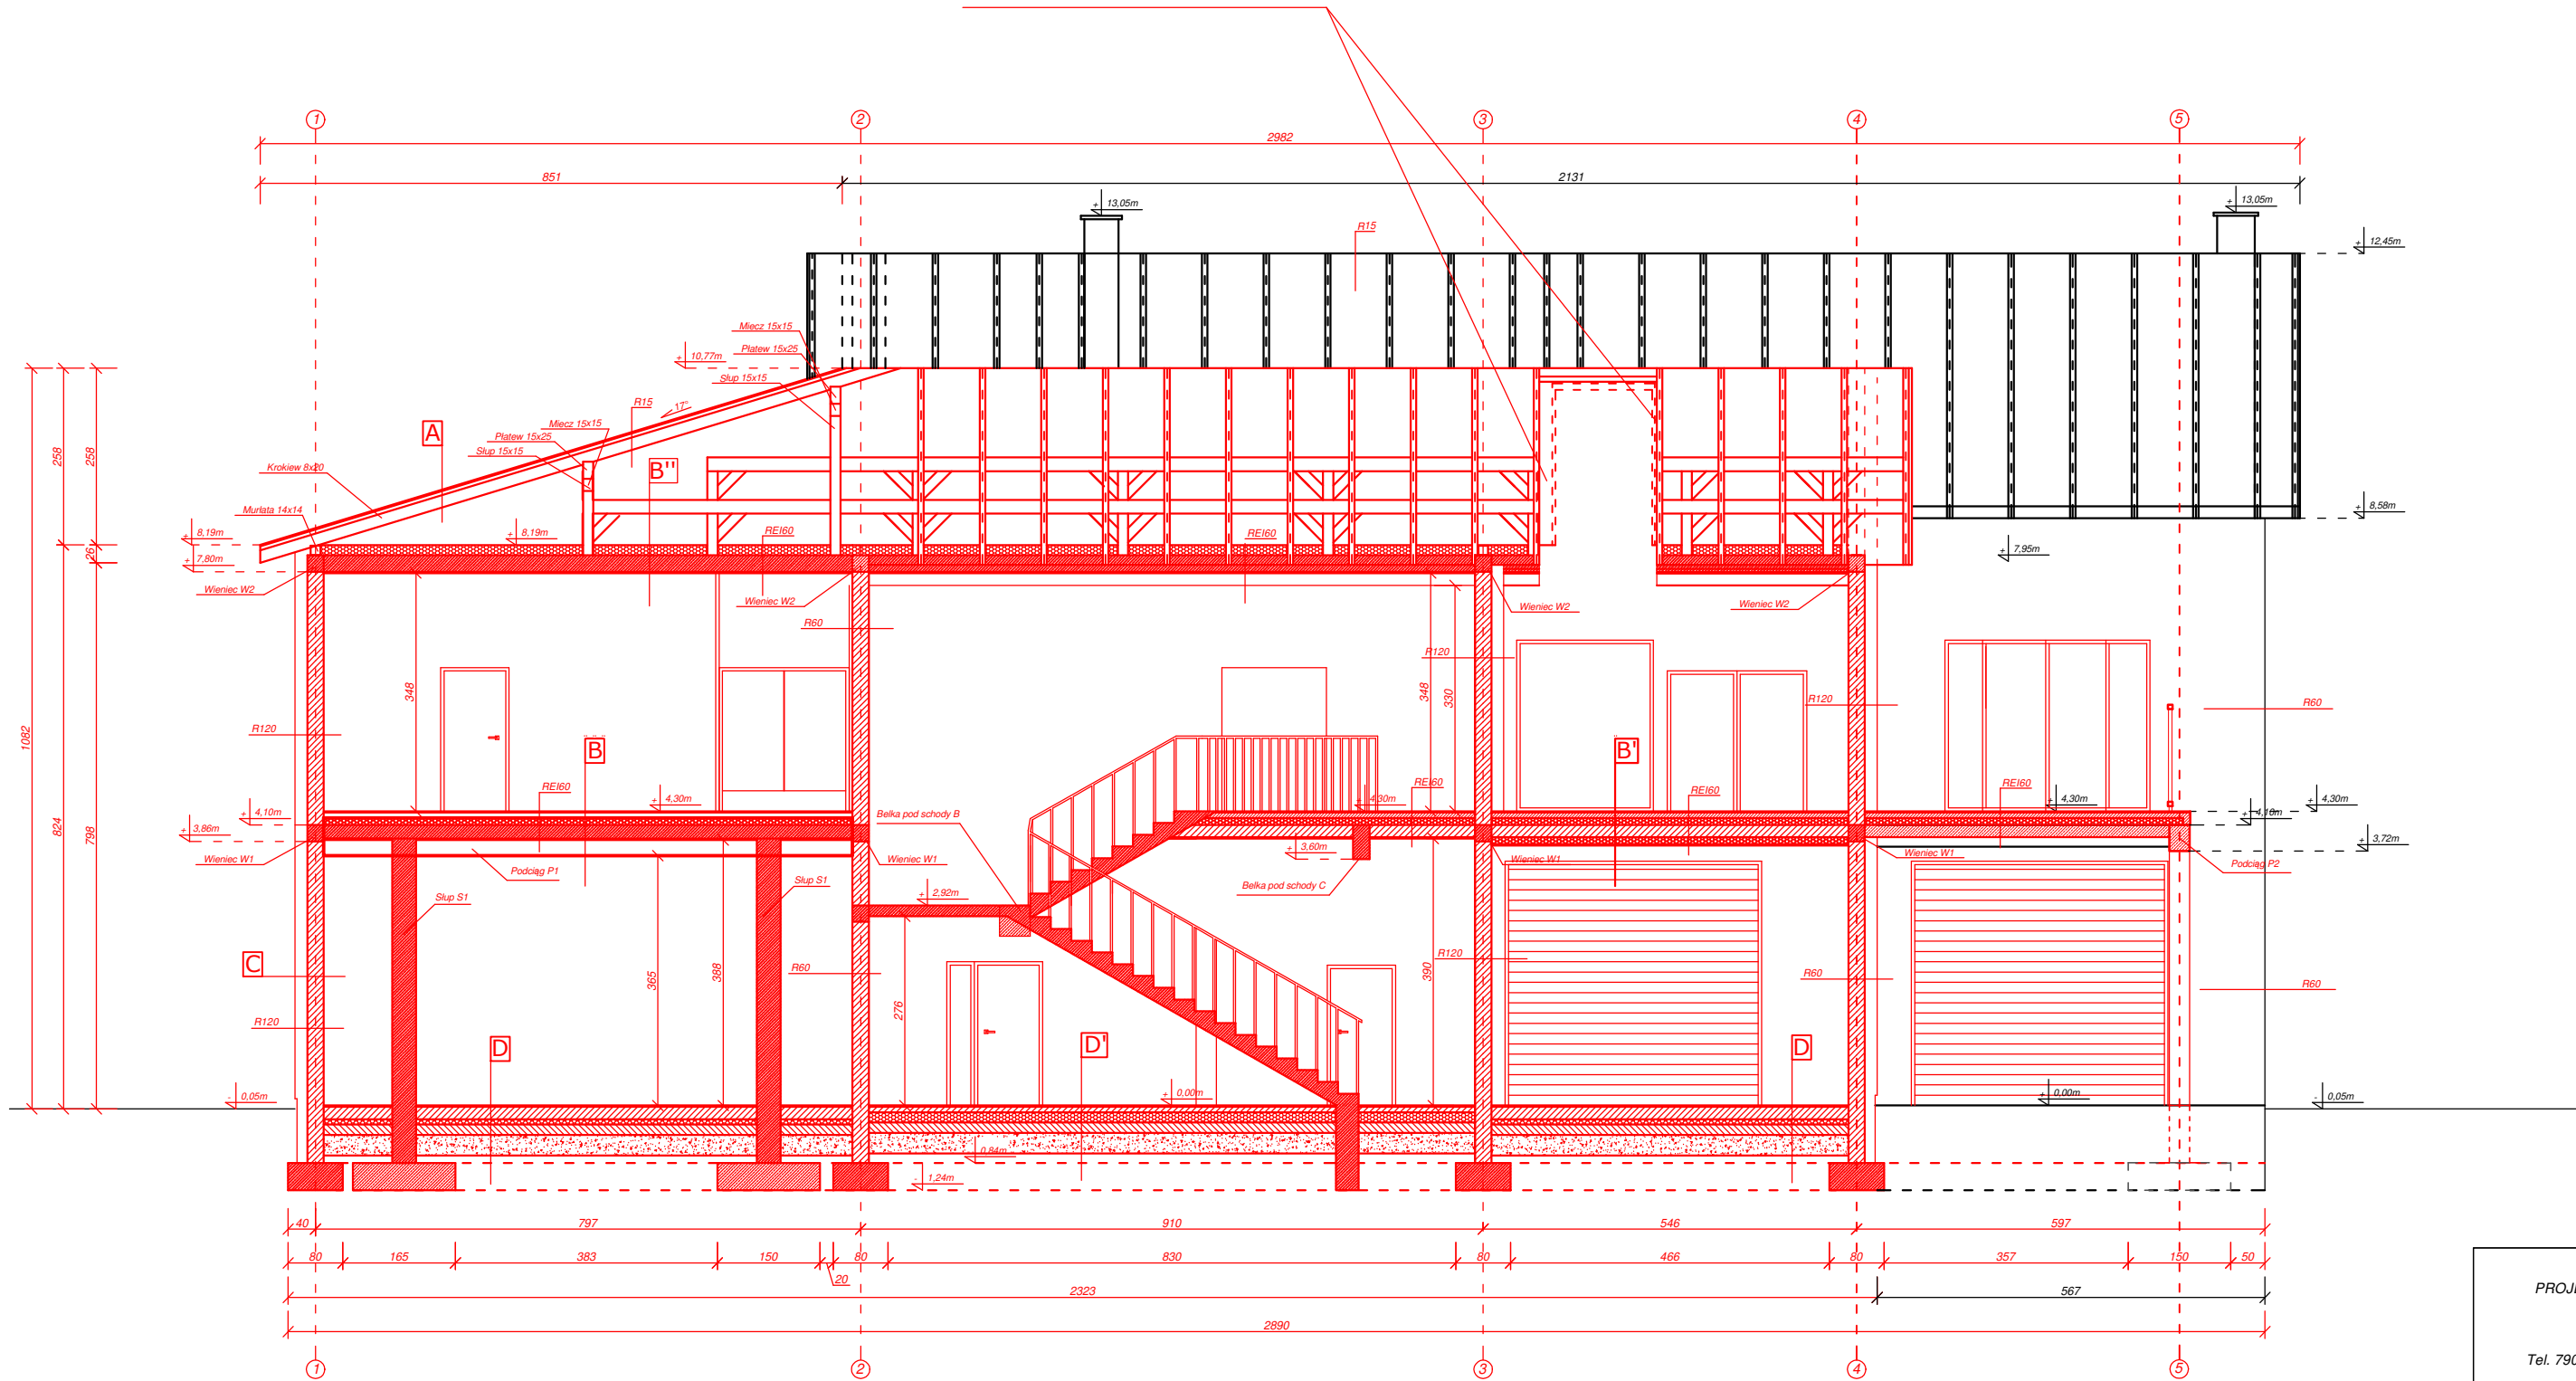 1
2
3
4
5
2982
851
2131
+ 13,05m
+ 13,05m
R15
+ 12,45m
Miecz 15x15
Płatew 15x25
+ 10,77m
Słup 15x15
R15
17°
A
Miecz 15x15
Płatew 15x25
Słup 15x15
B''
Krokiew 8x20
Murłata 14x14
258
258
+ 8,19m
+ 8,19m
REI60
REI60
+ 8,58m
26
+ 7,80m
+ 7,95m
Wieniec W2
Wieniec W2
Wieniec W2
Wieniec W2
R60
R120
348
348
330
R120
R60
R120
1082
824
798
B
B'
REI60
REI60
REI60
REI60
+ 4,30m
+ 4,30m
+ 4,30m
+ 4,30m
+ 4,10m
+ 4,10m
Belka pod schody B
+ 3,86m
+ 3,60m
+ 3,72m
Wieniec W1
Wieniec W1
Wieniec W1
Wieniec W1
Podciąg P1
Podciąg P2
Belka pod schody C
Słup S1
Słup S1
+ 2,92m
C
365
388
R60
276
390
R120
R60
R60
R120
D
D'
D
- 0,05m
+ 0,00m
+ 0,00m
- 0,05m
- 0,84m
- 1,24m
40
797
910
546
597
80
165
383
150
80
830
80
466
80
357
150
50
20
2323
567
2890
1
2
3
4
5